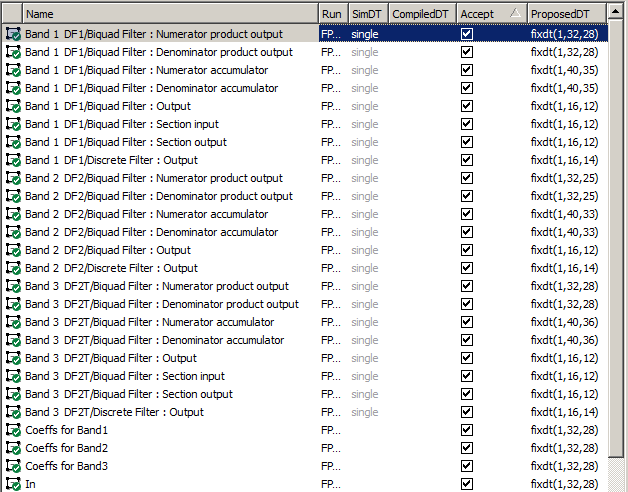 Name Run SimDT CompiledDT Accept ProposedDT
Band 1 DF1/Biquad Filter : Numerator product output FP... single fixdt(1,32,28)
Band 1 DF1/Biquad Filter : Denominator product output FP... single fixdt(1,32,28)
Band 1 DF1/Biquad Filter : Numerator accumulator FP... single fixdt(1,40,35)
Band 1 DF1/Biquad Filter : Denominator accumulator FP... single fixdt(1,40,35)
Band 1 DF1/Biquad Filter : Output FP... single fixdt(1,16,12)
Band 1 DF1/Biquad Filter : Section input FP... single fixdt(1,16,12)
Band 1 DF1/Biquad Filter : Section output FP... single fixdt(1,16,12)
Band 1 DF1/Discrete Filter : Output FP... single fixdt(1,16,14)
Band 2 DF2/Biquad Filter : Numerator product output FP... single fixdt(1,32,25)
Band 2 DF2/Biquad Filter : Denominator product output FP... single fixdt(1,32,25)
Band 2 DF2/Biquad Filter : Numerator accumulator FP... single fixdt(1,40,33)
Band 2 DF2/Biquad Filter : Denominator accumulator FP... single fixdt(1,40,33)
Band 2 DF2/Biquad Filter : Output FP... single fixdt(1,16,12)
Band 2 DF2/Discrete Filter : Output FP... single fixdt(1,16,14)
Band 3 DF2T/Biquad Filter : Numerator product output FP... single fixdt(1,32,28)
Band 3 DF2T/Biquad Filter : Denominator product output FP... single fixdt(1,32,28)
Band 3 DF2T/Biquad Filter : Numerator accumulator FP... single fixdt(1,40,36)
Band 3 DF2T/Biquad Filter : Denominator accumulator FP... single fixdt(1,40,36)
Band 3 DF2T/Biquad Filter : Output FP... single fixdt(1,16,12)
Band 3 DF2T/Biquad Filter : Section input FP... single fixdt(1,16,12)
Band 3 DF2T/Biquad Filter : Section output FP... single fixdt(1,16,12)
Band 3 DF2T/Discrete Filter : Output FP... single fixdt(1,16,14)
Coeffs for Band1 FP... fixdt(1,32,28)
Coeffs for Band2 FP... fixdt(1,32,28)
Coeffs for Band3 FP... fixdt(1,32,28)
In FP... fixdt(1,32,28)